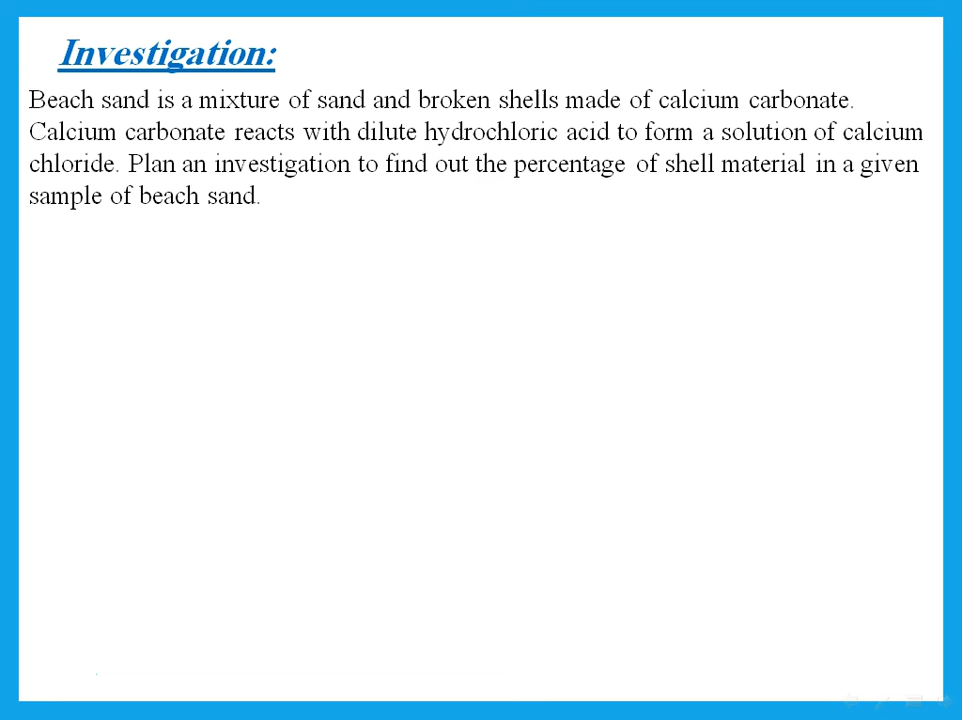 Investigation:
Beach sand is a mixture of sand and broken shells made of calcium carbonate.
Calcium carbonate reacts with dilute hydrochloric acid to form a solution of calcium
chloride. Plan an investigation to find out the percentage of shell material in a given
sample of beach sand.